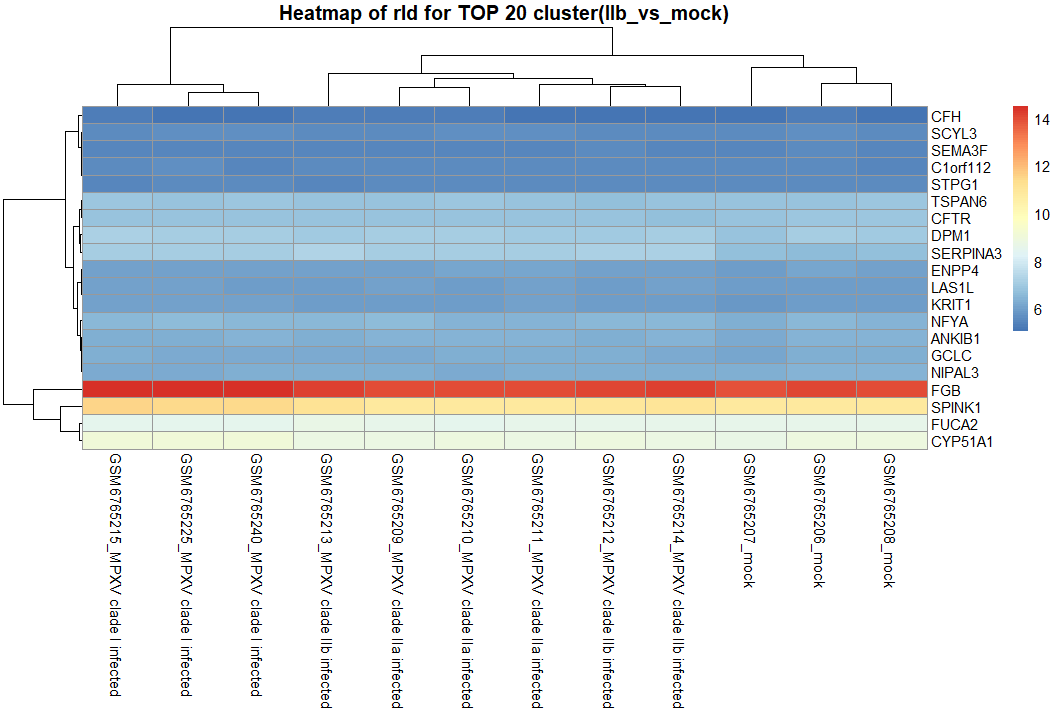 Heatmap of rld for TOP 20 cluster(IIb_vs_mock)
CFH
SCYL3
SEMA3F
C1orf112
STPG1
TSPAN6
CFTR
DPM1
SERPINA3
ENPP4
LAS1L
KRIT1
NFYA
ANKIB1
GCLC
NIPAL3
FGB
SPINK1
FUCA2
CYP51A1
14
12
10
8
6
GSM6765215_MPXV clade I infected
GSM6765225_MPXV clade I infected
GSM6765240_MPXV clade I infected
GSM6765213_MPXV clade IIb infected
GSM6765209_MPXV clade IIa infected
GSM6765210_MPXV clade IIa infected
GSM6765211_MPXV clade IIa infected
GSM6765212_MPXV clade IIb infected
GSM6765214_MPXV clade IIb infected
GSM6765207_mock
GSM6765206_mock
GSM6765208_mock